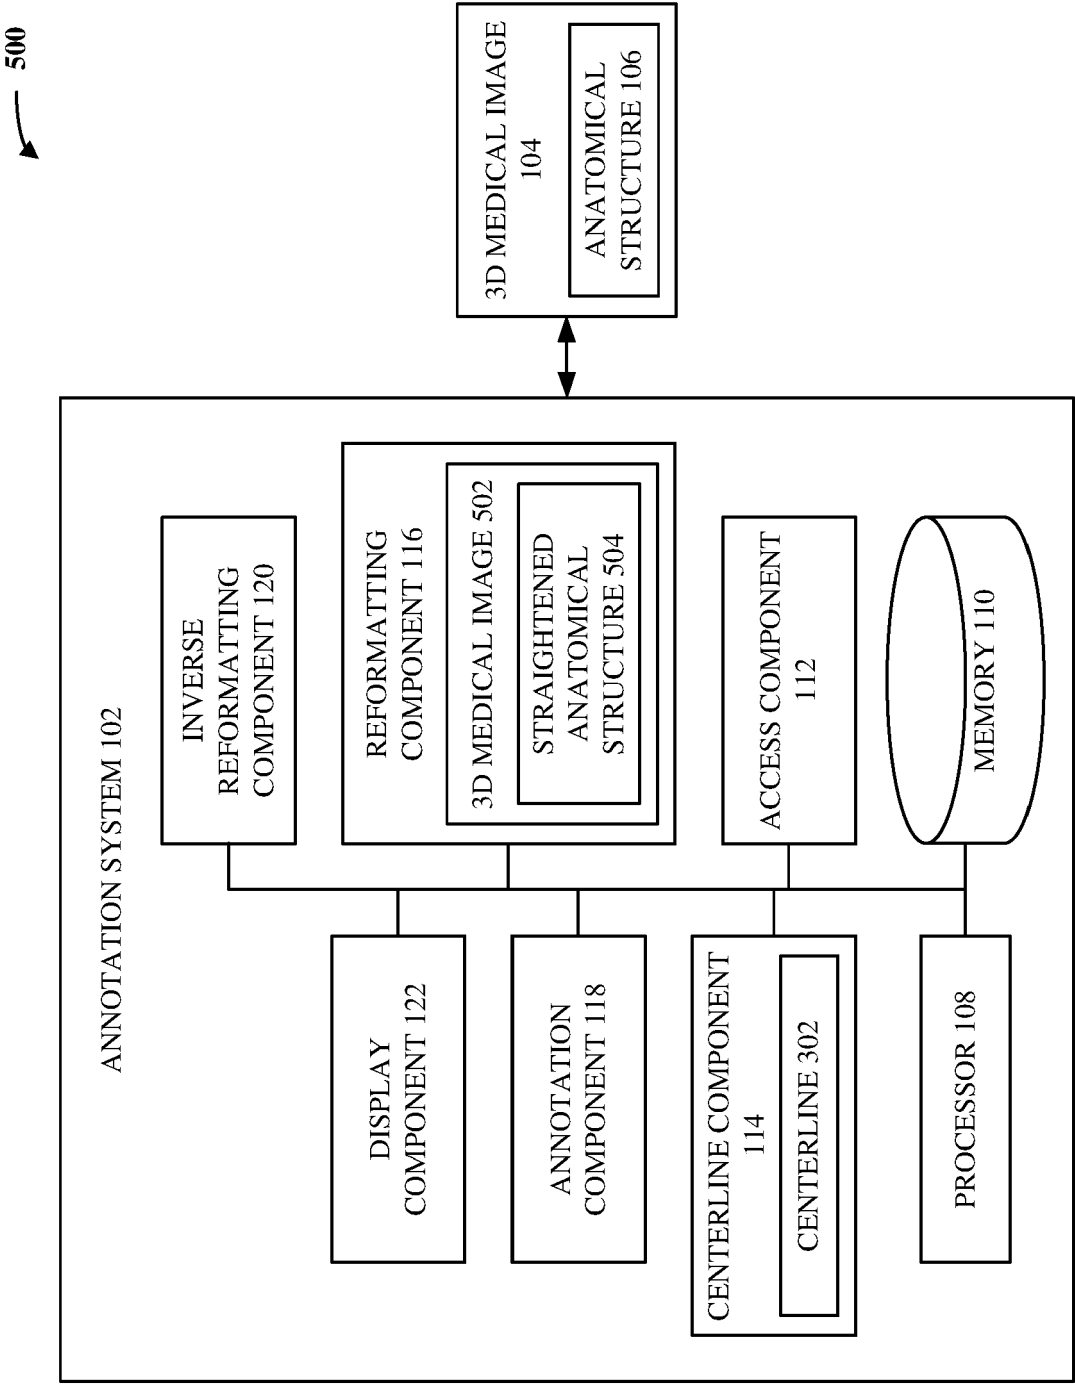 500
ANNOTATION SYSTEM 102
DISPLAY
COMPONENT 122
INVERSE
REFORMATTING
COMPONENT 120
ANNOTATION
COMPONENT 118
REFORMATTING
COMPONENT 116
3D MEDICAL IMAGE 502
STRAIGHTENED
ANATOMICAL
STRUCTURE 504
CENTERLINE COMPONENT
114
CENTERLINE 302
ACCESS COMPONENT
112
PROCESSOR 108
MEMORY 110
3D MEDICAL IMAGE
104
ANATOMICAL
STRUCTURE 106